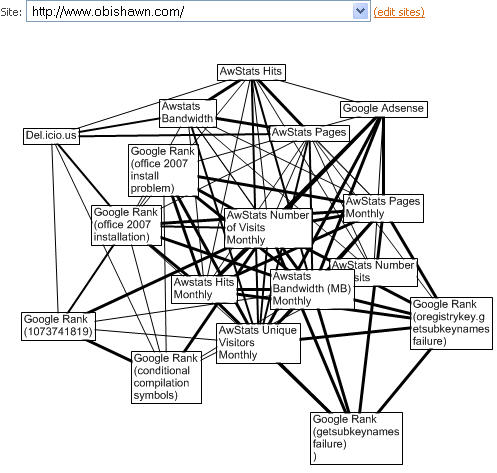 Site: http://www.obishawn.com/ (edit sites)
AwStats Hits
Awstats
Bandwidth
Google Adsense
Del.icio.us
AwStats Pages
Google Rank
(office 2007
install
problem)
AwStats Pages
Monthly
Google Rank
(office 2007
installation)
AwStats Number
of Visits
Monthly
AwStats Number
sits
AwStats Hits
Monthly
Awstats
Bandwidth (MB)
Monthly
Google Rank
(oregistrykey.g
etsubkeynames
failure)
Google Rank
(1073741819)
AwStats Unique
Visitors
Monthly
Google Rank
(conditional
compilation
symbols)
Google Rank
(getsubkeynames
failure)
)